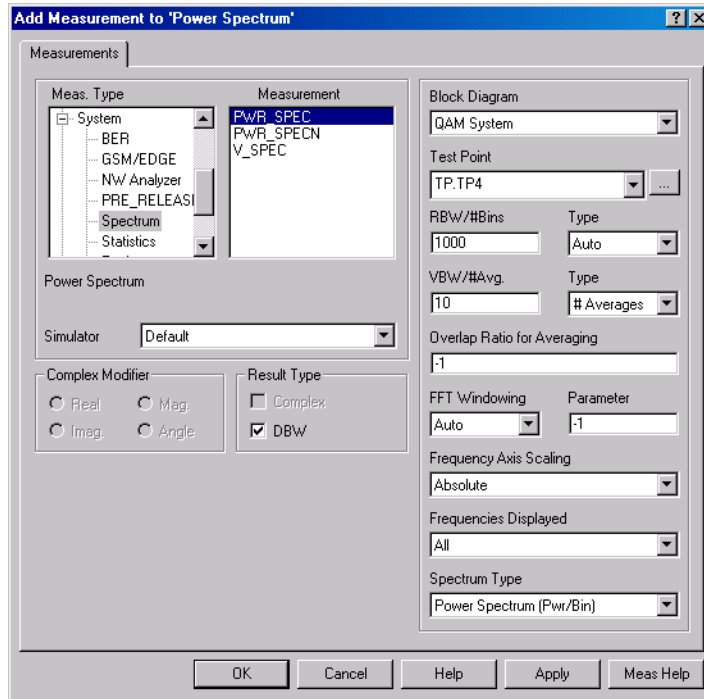 Add Measurement to 'Power Spectrum'
Measurements
Meas. Type
System
BER
GSM/EDGE
NW Analyzer
PRE_RELEASI
Spectrum
Statistics
Measurement
PWR_SPEC
PWR_SPECN
V_SPEC
Power Spectrum
Simulator
Default
Complex Modifier
Real
Mag.
Imag.
Angle
Result Type
Complex
DBW
Block Diagram
QAM System
Test Point
TP.TP4
...
RBW/#Bins
Type
1000
Auto
VBW/#Avg.
Type
10
# Averages
Overlap Ratio for Averaging
-1
FFT Windowing
Parameter
Auto
-1
Frequency Axis Scaling
Absolute
Frequencies Displayed
All
Spectrum Type
Power Spectrum (Pwr/Bin)
OK
Cancel
Help
Apply
Meas Help